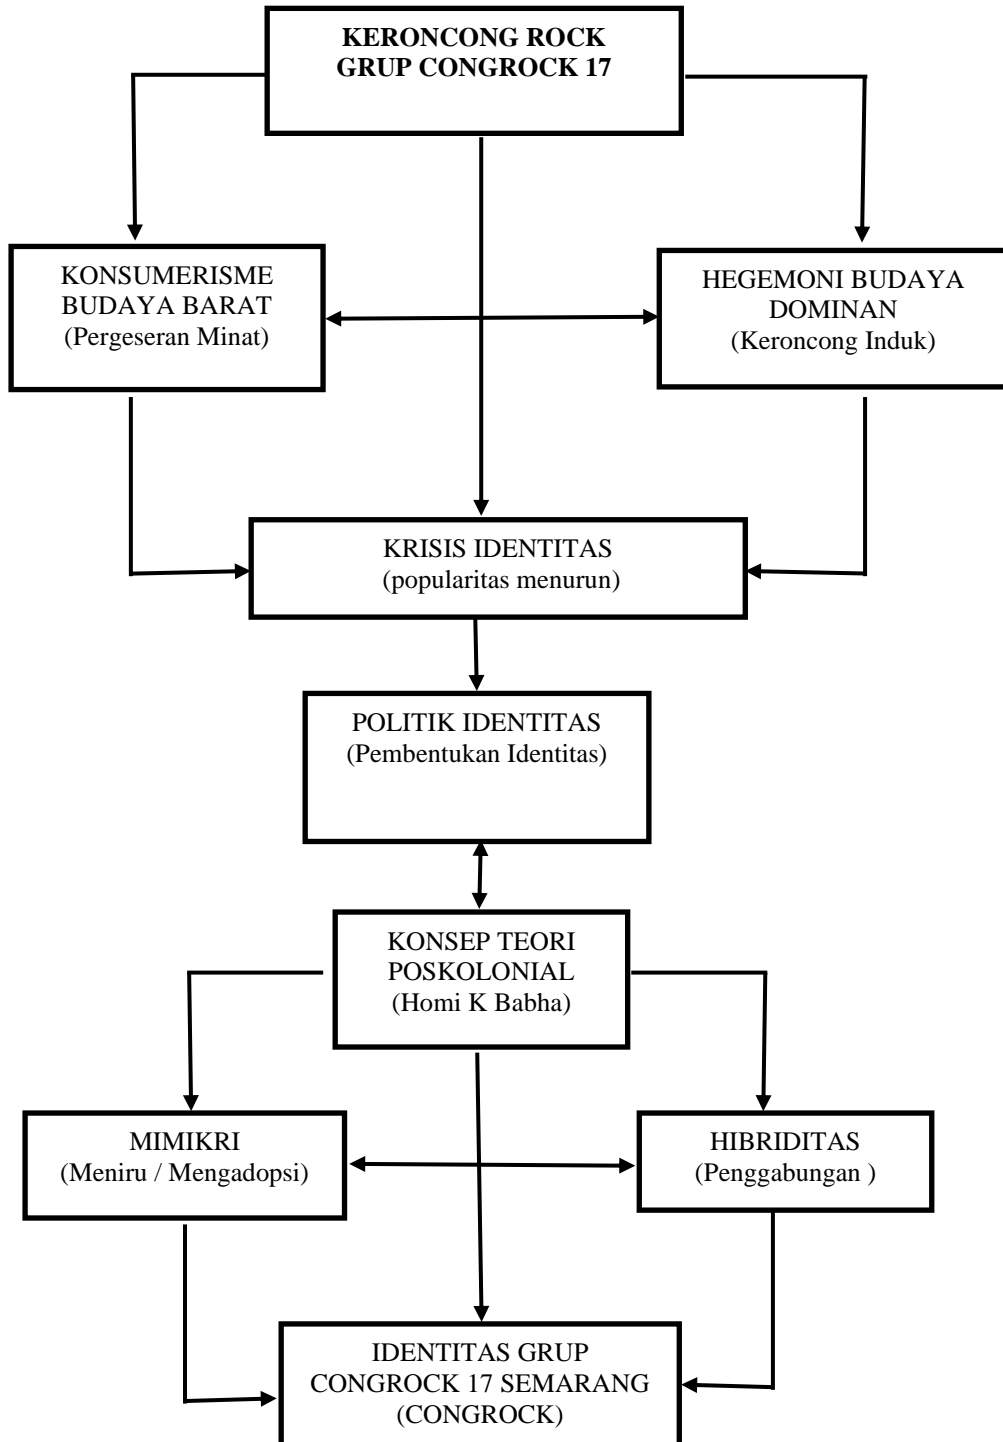 KERONCONG ROCK
GRUP CONGROCK 17
KONSUMERISME
BUDAYA BARAT
(Pergeseran Minat)
HEGEMONI BUDAYA
DOMINAN
(Keroncong Induk)
KRISIS IDENTITAS
(popularitas menurun)
POLITIK IDENTITAS
(Pembentukan Identitas)
KONSEP TEORI
POSKOLONIAL
(Homi K Babha)
MIMIKRI
(Meniru / Mengadopsi)
HIBRIDITAS
(Penggabungan )
IDENTITAS GRUP
CONGROCK 17 SEMARANG
(CONGROCK)